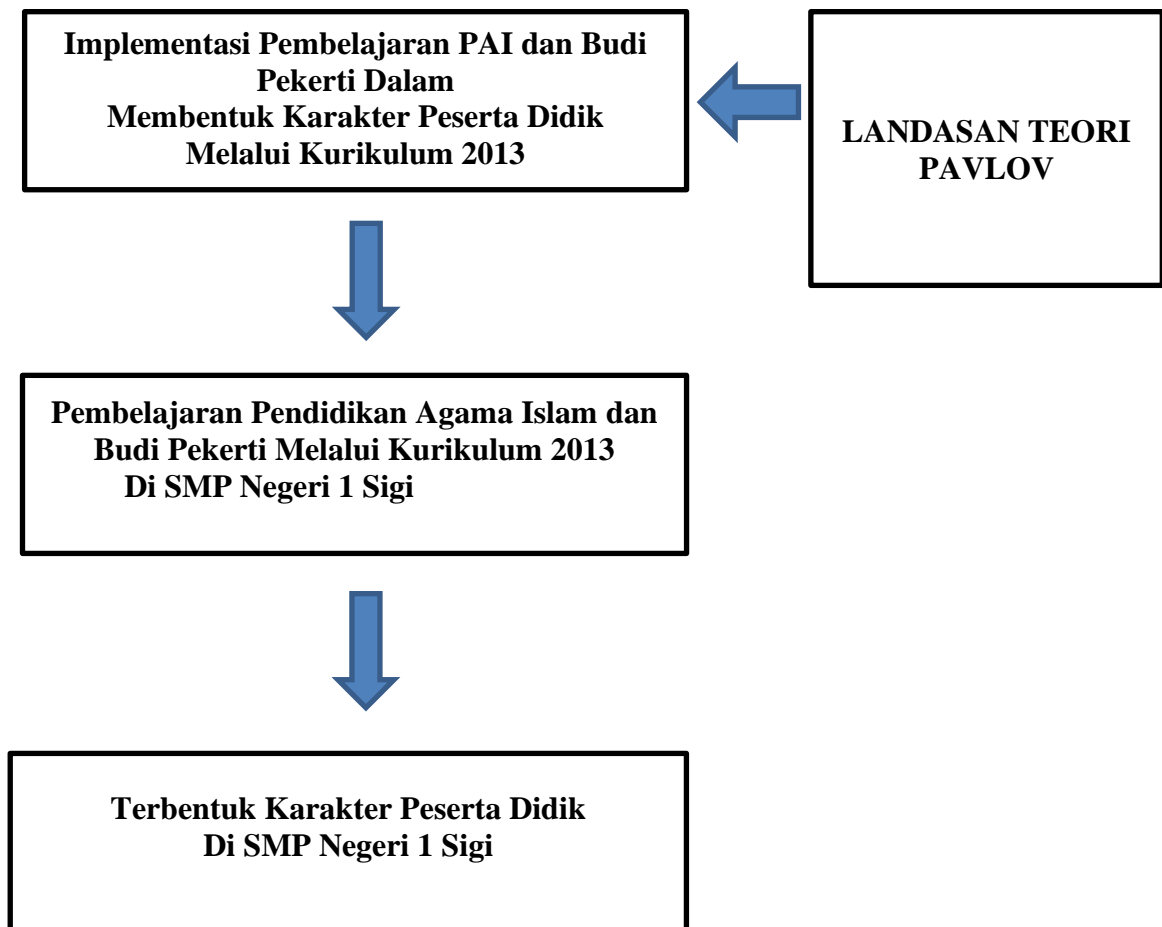 Implementasi Pembelajaran PAI dan Budi
Pekerti Dalam
Membentuk Karakter Peserta Didik
Melalui Kurikulum 2013
LANDASAN TEORI
PAVLOV
Pembelajaran Pendidikan Agama Islam dan
Budi Pekerti Melalui Kurikulum 2013
Di SMP Negeri 1 Sigi
Terbentuk Karakter Peserta Didik
Di SMP Negeri 1 Sigi